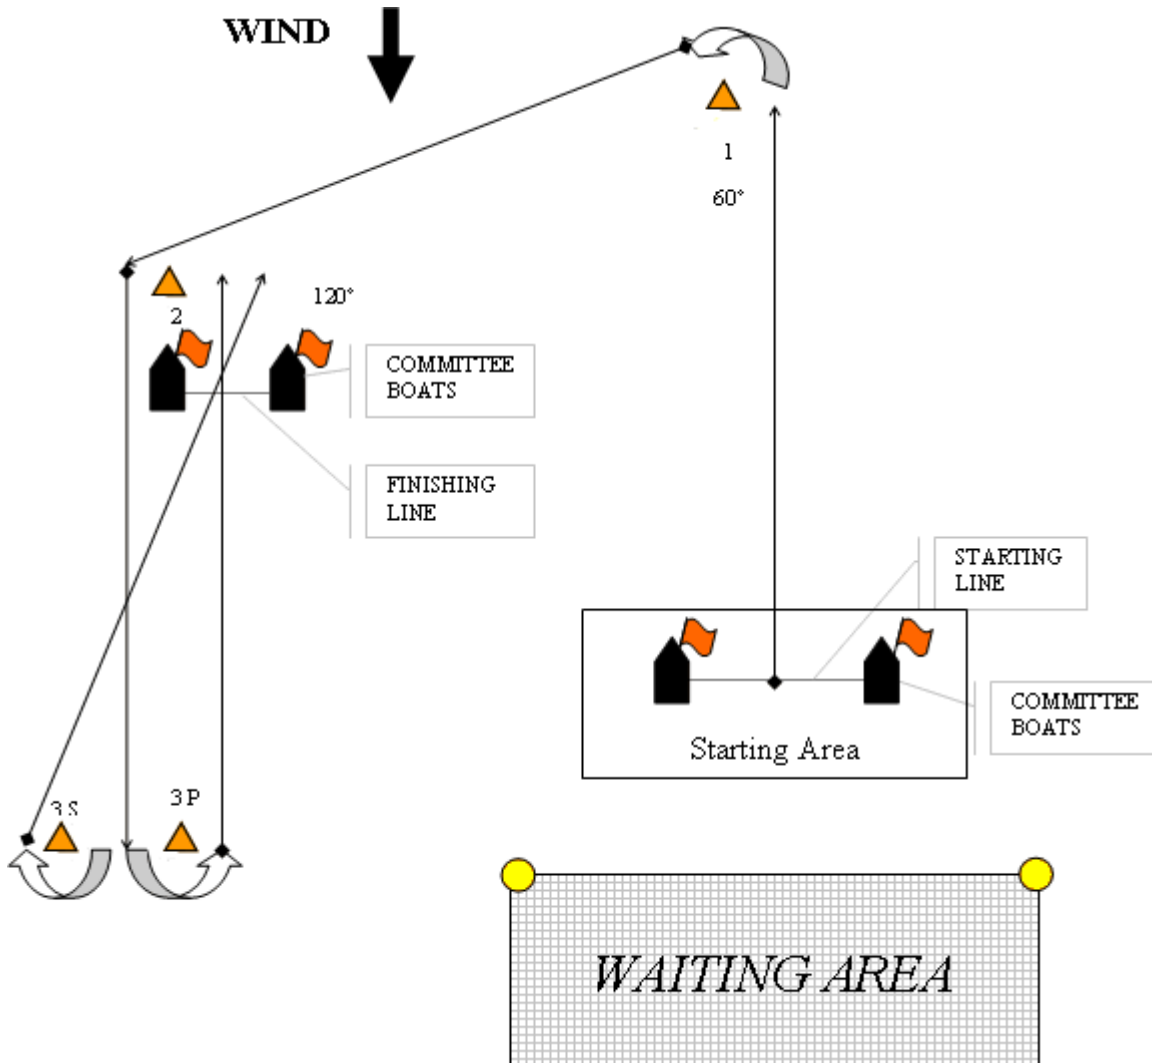 WIND
1
60°
2
120°
COMMITTEE
BOATS
FINISHING
LINE
STARTING
LINE
COMMITTEE
BOATS
Starting Area
3 S
3 P
WAITING AREA